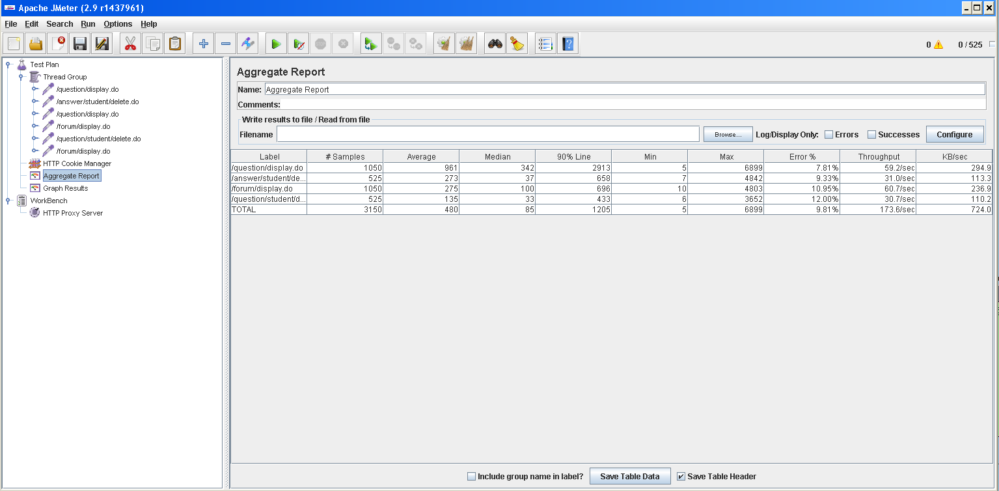 Apache JMeter (2.9 r1437961)
File Edit Search Run Options Help
0 0 / 525
Test Plan
Thread Group
/question/display.do
/answer/student/delete.do
/question/display.do
/forum/display.do
/question/student/delete.do
/forum/display.do
HTTP Cookie Manager
Aggregate Report
Graph Results
WorkBench
HTTP Proxy Server
Aggregate Report
Name: Aggregate Report
Comments:
Write results to file / Read from file
Filename Browse... Log/Display Only: Errors Successes Configure
Label # Samples Average Median 90% Line Min Max Error % Throughput KB/sec
/question/display.do 1050 961 342 2913 5 6899 7.81% 59.2/sec 294.9
/answer/student/de... 525 273 37 658 7 4842 9.33% 31.0/sec 113.3
/forum/display.do 1050 275 100 696 10 4803 10.95% 60.7/sec 236.9
/question/student/d... 525 135 33 433 6 3652 12.00% 30.7/sec 110.2
TOTAL 3150 480 85 1205 5 6899 9.81% 173.6/sec 724.0
Include group name in label? Save Table Data Save Table Header